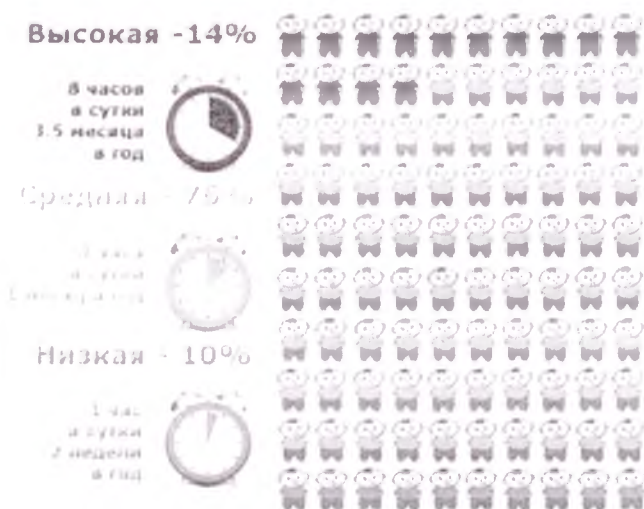 Высокая -14%
8 часов
в сутки
3.5 месяца
в год
Средняя - 76%
в сутки
Низкая - 10%
1 час
в сутки
2 недели
в год